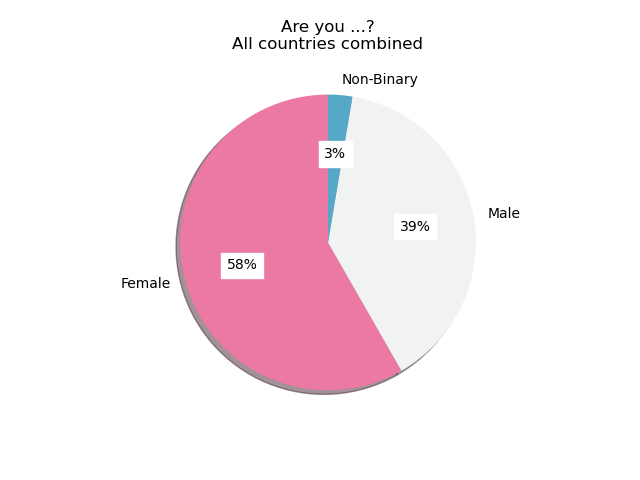 Are you ...?
All countries combined
Non-Binary
3%
Male
39%
58%
Female